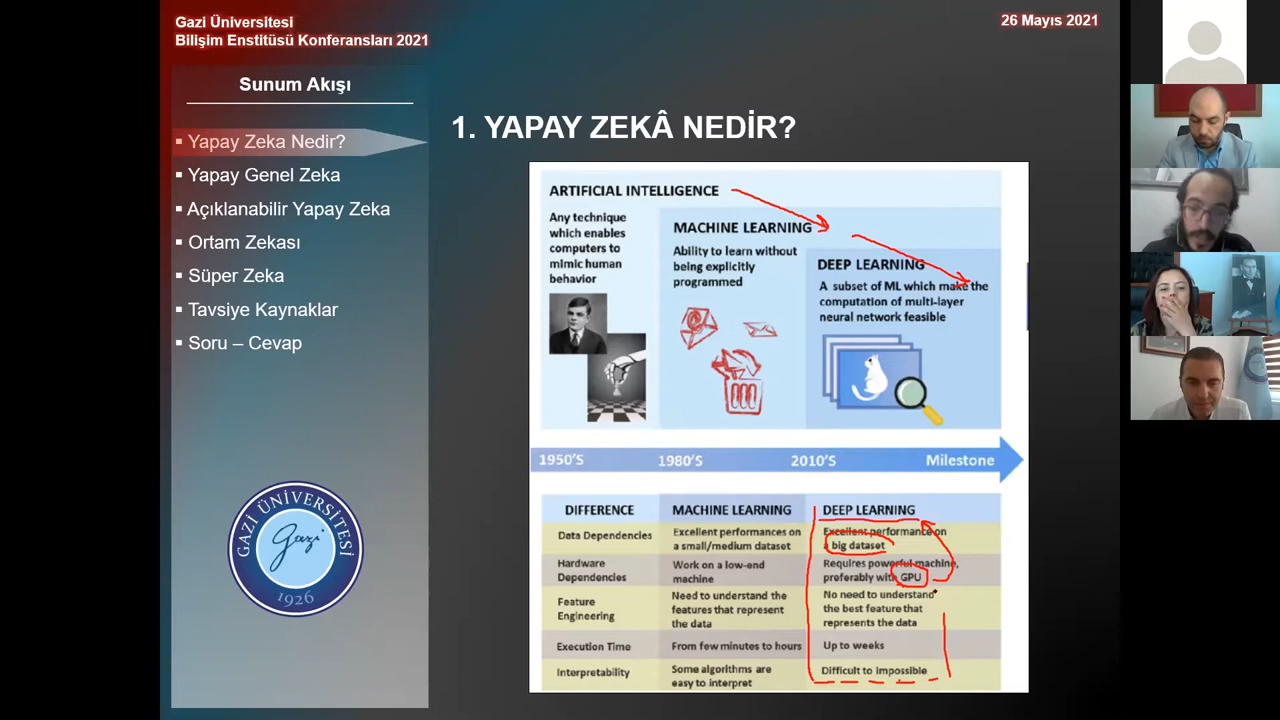 Gazi Üniversitesi
Bilişim Enstitüsü Konferansları 2021
26 Mayıs 2021
Sunum Akışı
▪ Yapay Zeka Nedir?
▪ Yapay Genel Zeka
▪ Açıklanabilir Yapay Zeka
▪ Ortam Zekası
▪ Süper Zeka
▪ Tavsiye Kaynaklar
▪ Soru – Cevap
GAZİ ÜNİVERSİTESİ
Gazi
1926
1. YAPAY ZEKÂ NEDİR?
ARTIFICIAL INTELLIGENCE
Any technique
which enables
computers to
mimic human
behavior
MACHINE LEARNING
Ability to learn without
being explicitly
programmed
DEEP LEARNING
A subset of ML which make the
computation of multi-layer
neural network feasible
1950'S
1980'S
2010'S
Milestone
DIFFERENCE
MACHINE LEARNING
DEEP LEARNING
Data Dependencies
Excellent performances on
a small/medium dataset
Excellent performance on
a big dataset
Hardware
Dependencies
Work on a low-end
machine
Requires powerful machine,
preferably with GPU
Feature
Engineering
Need to understand the
features that represent
the data
No need to understand
the best feature that
represents the data
Execution Time
From few minutes to hours
Up to weeks
Interpretability
Some algorithms are
easy to interpret
Difficult to impossible